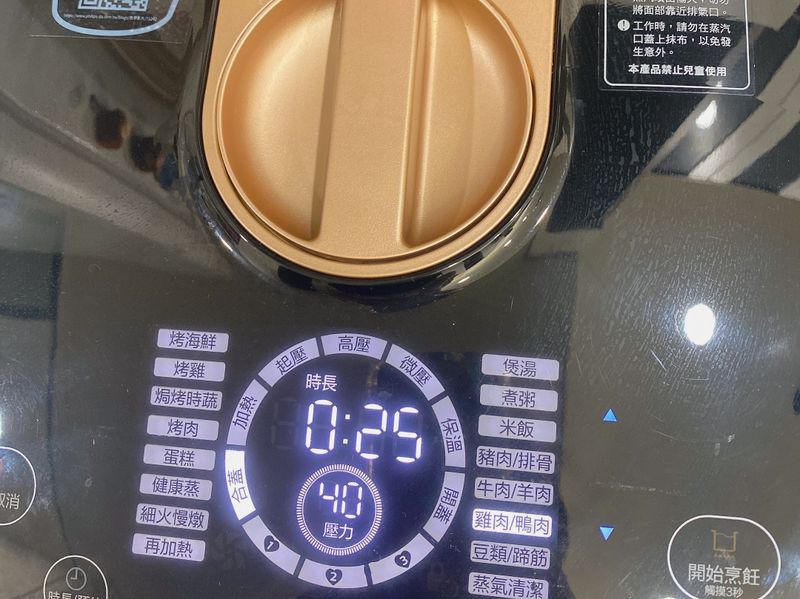 將面部靠近排氣口。
工作時，請勿在蒸汽
口蓋上抹布，以免發
生意外。
本產品禁止兒童使用
烤海鮮
烤雞
焗烤時蔬
烤肉
蛋糕
健康蒸
細火慢燉
再加熱
合蓋
加熱
起壓
高壓
微壓
保溫
開蓋
1
2
3
時長
0:25
40
壓力
煲湯
煮粥
米飯
豬肉/排骨
牛肉/羊肉
雞肉/鴨肉
豆類/蹄筋
蒸氣清潔
取消
開始烹飪
觸摸3秒